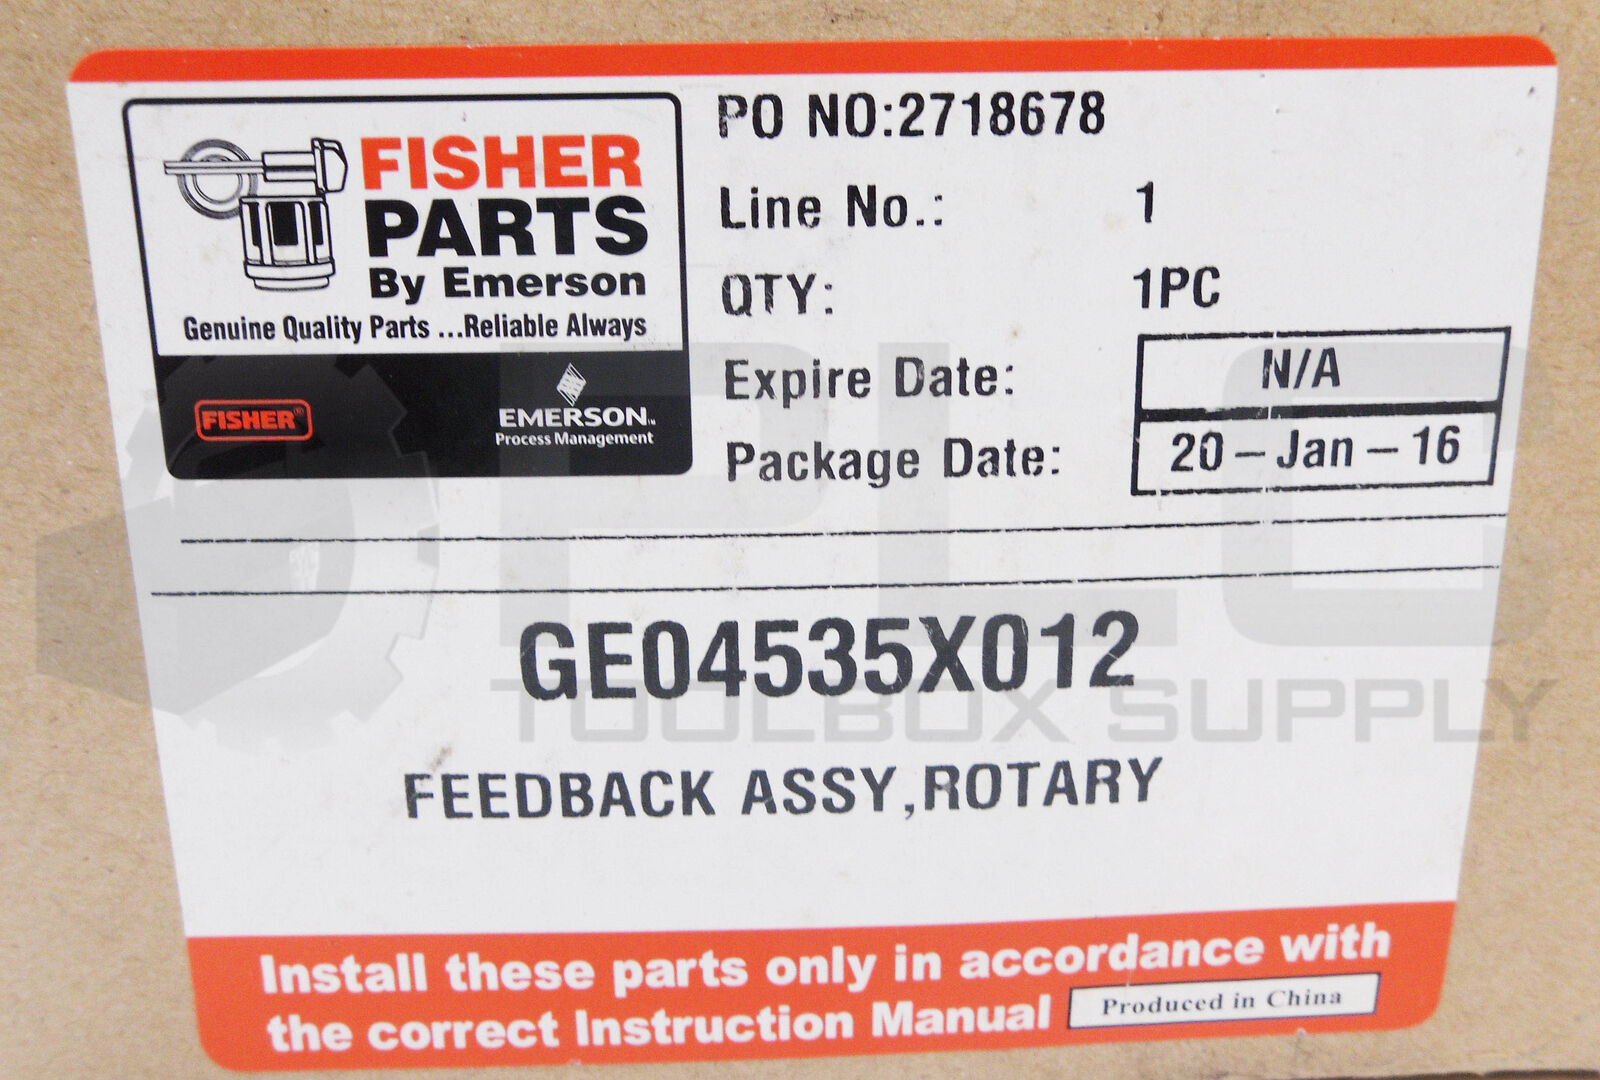 FISHER
PARTS
By Emerson
Genuine Quality Parts ...Reliable Always
FISHER®
EMERSON™
Process Management
PO NO:2718678
Line No.: 1
QTY: 1PC
Expire Date: N/A
Package Date: 20-Jan-16
GE04535X012
FEEDBACK ASSY,ROTARY
PLC
TOOLBOX SUPPLY
Install these parts only in accordance with
the correct Instruction Manual
Produced in China